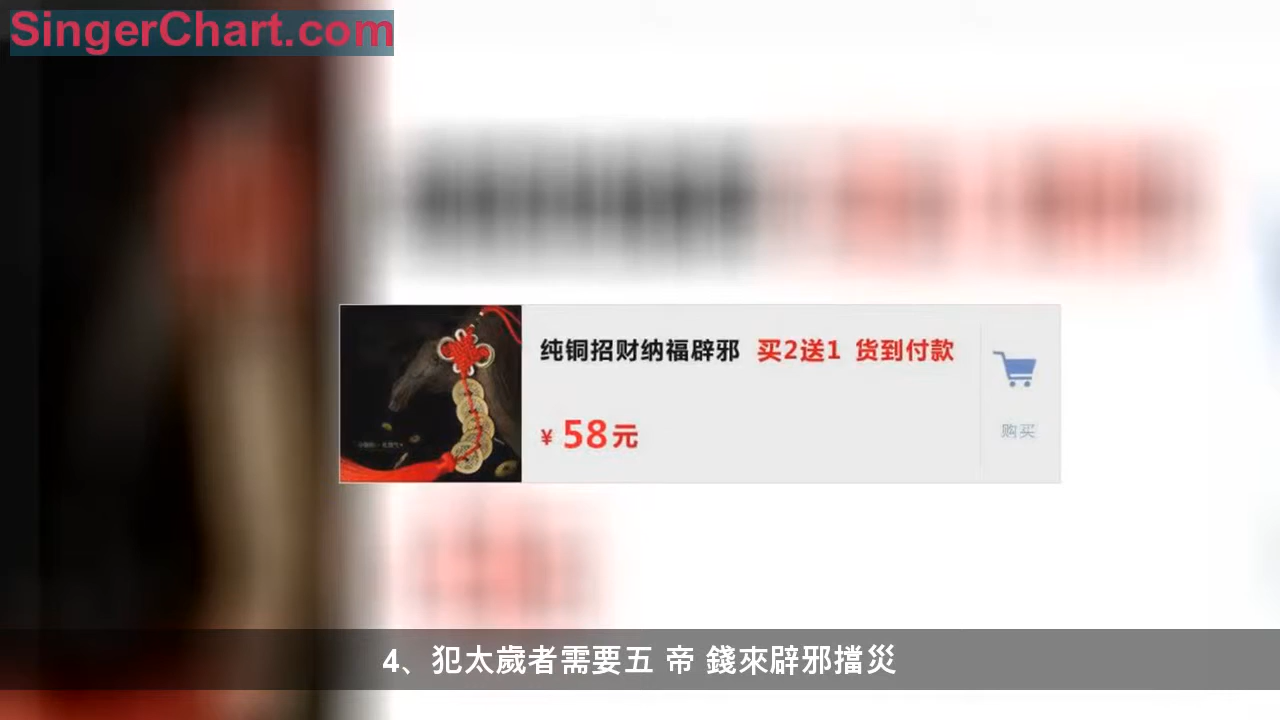 SingerChart.com
纯铜招财纳福辟邪 买2送1 货到付款
¥ 58元
购买
4、犯太歲者需要五 帝 錢來辟邪擋災